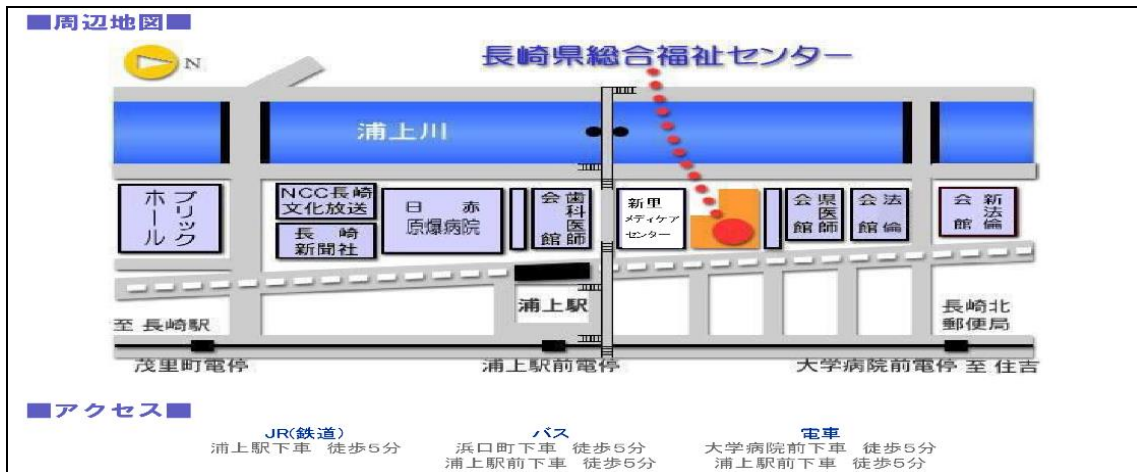 ■周辺地図■
N
長崎県総合福祉センター
浦上川
ブリック
ホール
NCC長崎
文化放送
長崎
新聞社
日赤
原爆病院
歯科医師
会館
新里
メディケア
センター
県医師
会館
法倫
会館
新法倫
会館
浦上駅
長崎北
郵便局
至 長崎駅
茂里町電停
浦上駅前電停
大学病院前電停 至 住吉
■アクセス■
JR(鉄道)
浦上駅下車 徒歩5分
バス
浜口町下車 徒歩5分
浦上駅前下車 徒歩5分
電車
大学病院前下車 徒歩5分
浦上駅前下車 徒歩5分